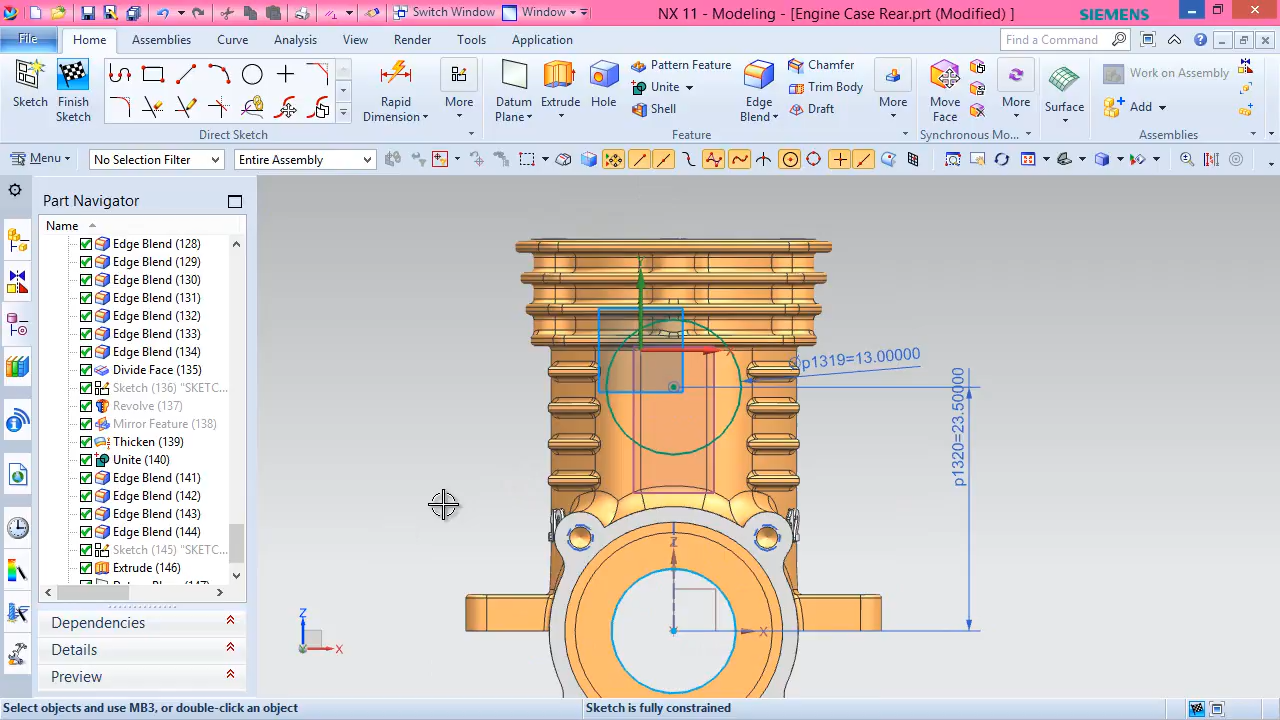 Switch Window
Window
NX 11 - Modeling - [Engine Case Rear.prt (Modified) ]
SIEMENS
File
Home
Assemblies
Curve
Analysis
View
Render
Tools
Application
Find a Command
Sketch
Finish
Sketch
Direct Sketch
Rapid
Dimension
More
Datum
Plane
Extrude
Hole
Pattern Feature
Unite
Shell
Edge
Blend
Chamfer
Trim Body
Draft
More
Feature
Move
Face
More
Synchronous Mo...
Surface
Work on Assembly
Add
Assemblies
Menu
No Selection Filter
Entire Assembly
Part Navigator
Name
Edge Blend (128)
Edge Blend (129)
Edge Blend (130)
Edge Blend (131)
Edge Blend (132)
Edge Blend (133)
Edge Blend (134)
Divide Face (135)
Sketch (136) "SKETC...
Revolve (137)
Mirror Feature (138)
Thicken (139)
Unite (140)
Edge Blend (141)
Edge Blend (142)
Edge Blend (143)
Edge Blend (144)
Sketch (145) "SKETC...
Extrude (146)
Dependencies
Details
Preview
p1319=13.00000
p1320=23.50000
Z
X
Z
X
Select objects and use MB3, or double-click an object
Sketch is fully constrained